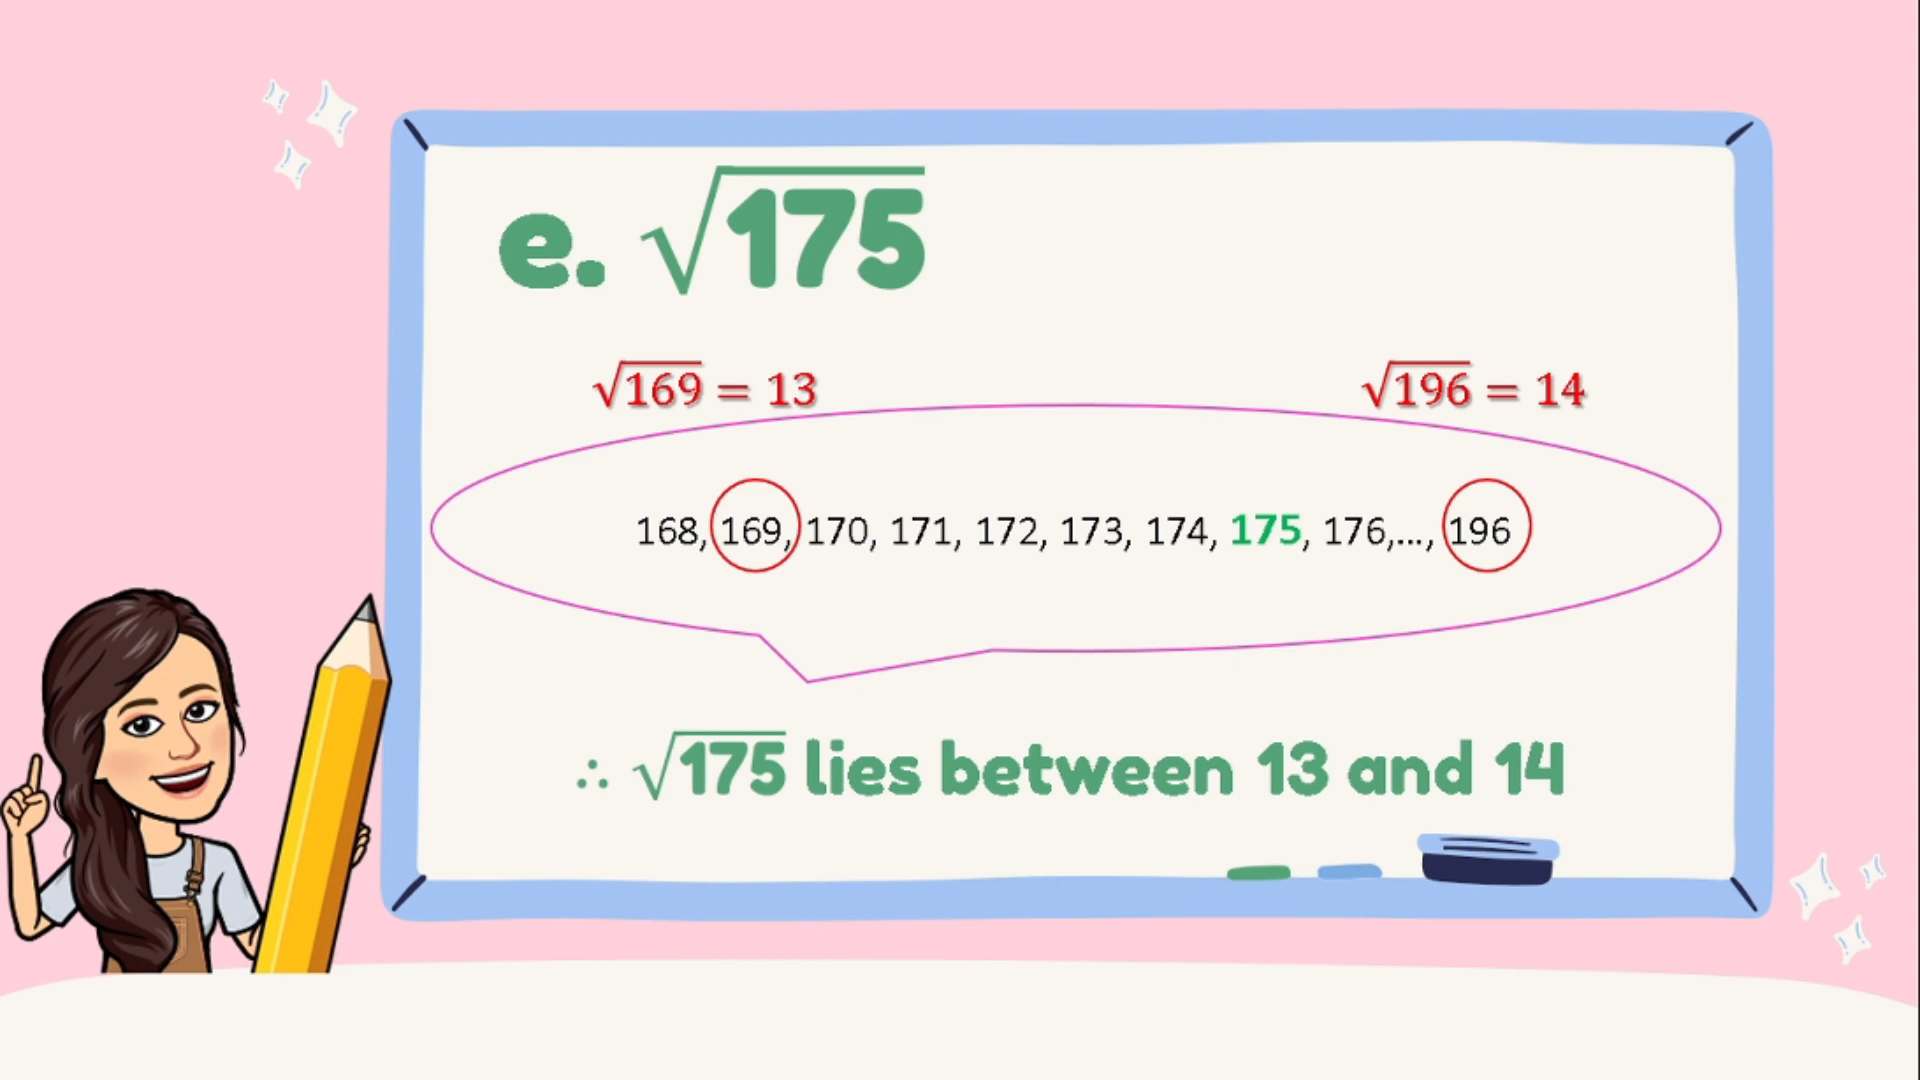 e. √175
√169 = 13 √196 = 14
168, 169, 170, 171, 172, 173, 174, 175, 176,..., 196
∴ √175 lies between 13 and 14